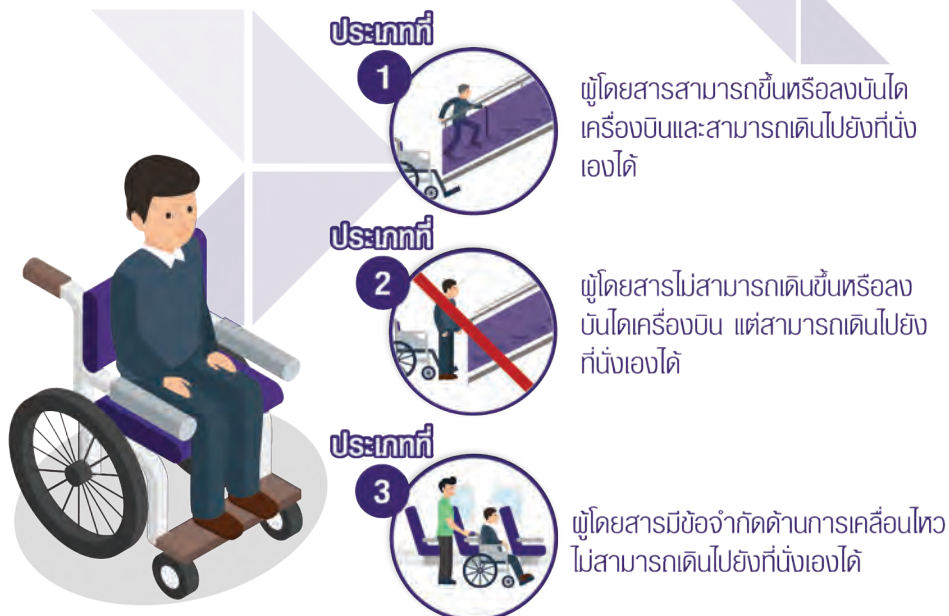 ประเภทที่
1
ผู้โดยสารสามารถขึ้นหรือลงบันได
เครื่องบินและสามารถเดินไปยังที่นั่ง
เองได้
ประเภทที่
2
ผู้โดยสารไม่สามารถเดินขึ้นหรือลง
บันไดเครื่องบิน แต่สามารถเดินไปยัง
ที่นั่งเองได้
ประเภทที่
3
ผู้โดยสารมีข้อจำกัดด้านการเคลื่อนไหว
ไม่สามารถเดินไปยังที่นั่งเองได้